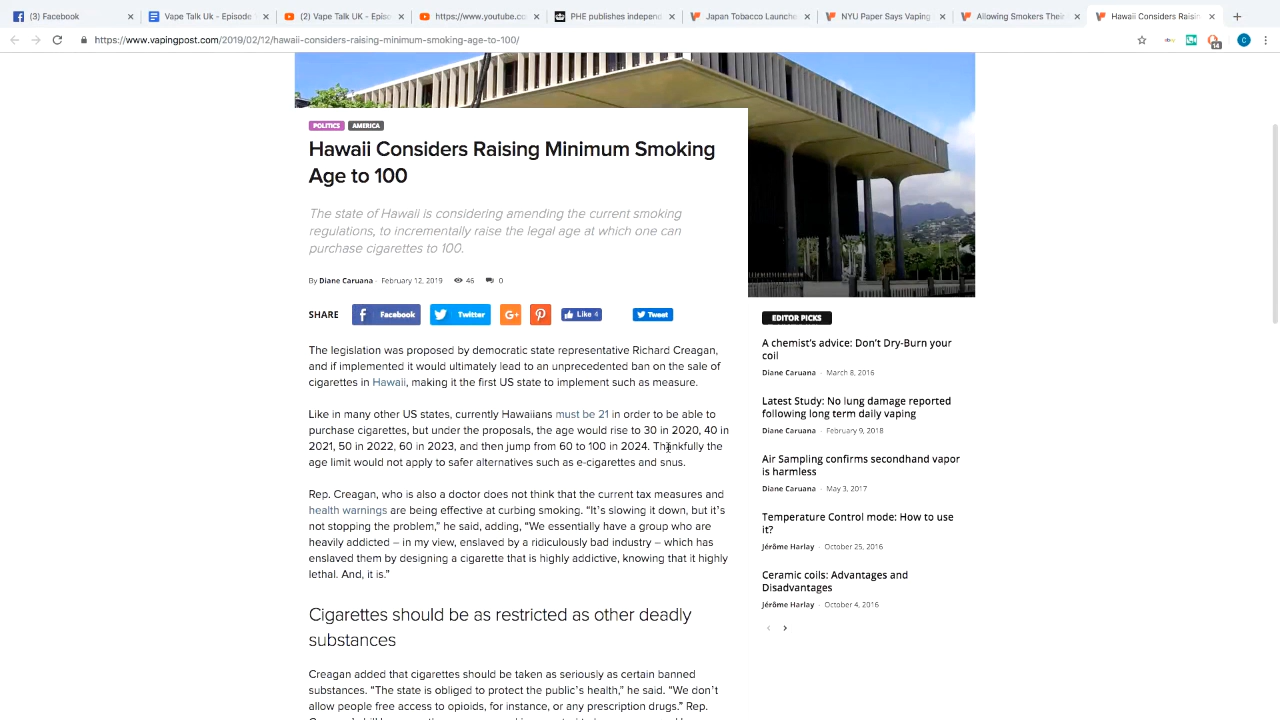 (3) Facebook
Vape Talk Uk - Episode
(2) Vape Talk UK - Epis
https://www.youtube.co
PHE publishes independ
Japan Tobacco Launche
NYU Paper Says Vaping
Allowing Smokers Thei
Hawaii Considers Raisin
https://www.vapingpost.com/2019/02/12/hawaii-considers-raising-minimum-smoking-age-to-100/
14
C
POLITICS AMERICA
Hawaii Considers Raising Minimum Smoking
Age to 100
The state of Hawaii is considering amending the current smoking
regulations, to incrementally raise the legal age at which one can
purchase cigarettes to 100.
By Diane Caruana - February 12, 2019 46 0
SHARE Facebook Twitter G+ Like 4 Tweet
The legislation was proposed by democratic state representative Richard Creagan,
and if implemented it would ultimately lead to an unprecedented ban on the sale of
cigarettes in Hawaii, making it the first US state to implement such as measure.
Like in many other US states, currently Hawaiians must be 21 in order to be able to
purchase cigarettes, but under the proposals, the age would rise to 30 in 2020, 40 in
2021, 50 in 2022, 60 in 2023, and then jump from 60 to 100 in 2024. Thankfully the
age limit would not apply to safer alternatives such as e-cigarettes and snus.
Rep. Creagan, who is also a doctor does not think that the current tax measures and
health warnings are being effective at curbing smoking. “It’s slowing it down, but it’s
not stopping the problem,” he said, adding, “We essentially have a group who are
heavily addicted – in my view, enslaved by a ridiculously bad industry – which has
enslaved them by designing a cigarette that is highly addictive, knowing that it highly
lethal. And, it is.”
Cigarettes should be as restricted as other deadly
substances
Creagan added that cigarettes should be taken as seriously as certain banned
substances. “The state is obliged to protect the public’s health,” he said. “We don’t
allow people free access to opioids, for instance, or any prescription drugs.” Rep.
EDITOR PICKS
A chemist’s advice: Don’t Dry-Burn your
coil
Diane Caruana - March 8, 2016
Latest Study: No lung damage reported
following long term daily vaping
Diane Caruana - February 9, 2018
Air Sampling confirms secondhand vapor
is harmless
Diane Caruana - May 3, 2017
Temperature Control mode: How to use
it?
Jérôme Harlay - October 25, 2016
Ceramic coils: Advantages and
Disadvantages
Jérôme Harlay - October 4, 2016